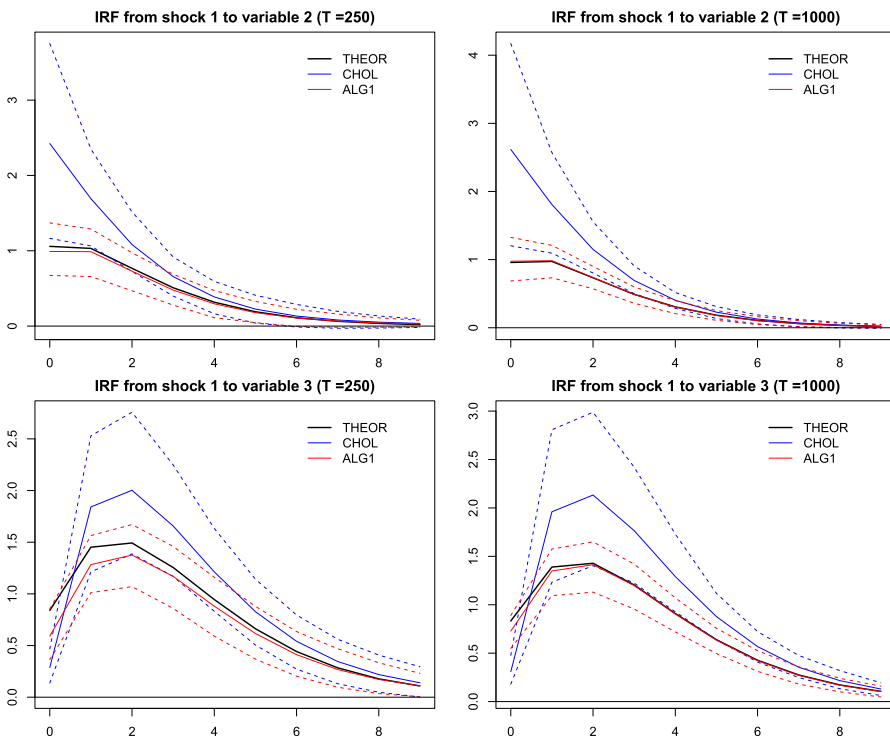 IRF from shock 1 to variable 2 (T =250)
THEOR
CHOL
ALG1
0
1
2
3
0 2 4 6 8
IRF from shock 1 to variable 2 (T =1000)
THEOR
CHOL
ALG1
0
1
2
3
4
0 2 4 6 8
IRF from shock 1 to variable 3 (T =250)
THEOR
CHOL
ALG1
0.0
0.5
1.0
1.5
2.0
2.5
0 2 4 6 8
IRF from shock 1 to variable 3 (T =1000)
THEOR
CHOL
ALG1
0.0
0.5
1.0
1.5
2.0
2.5
3.0
0 2 4 6 8